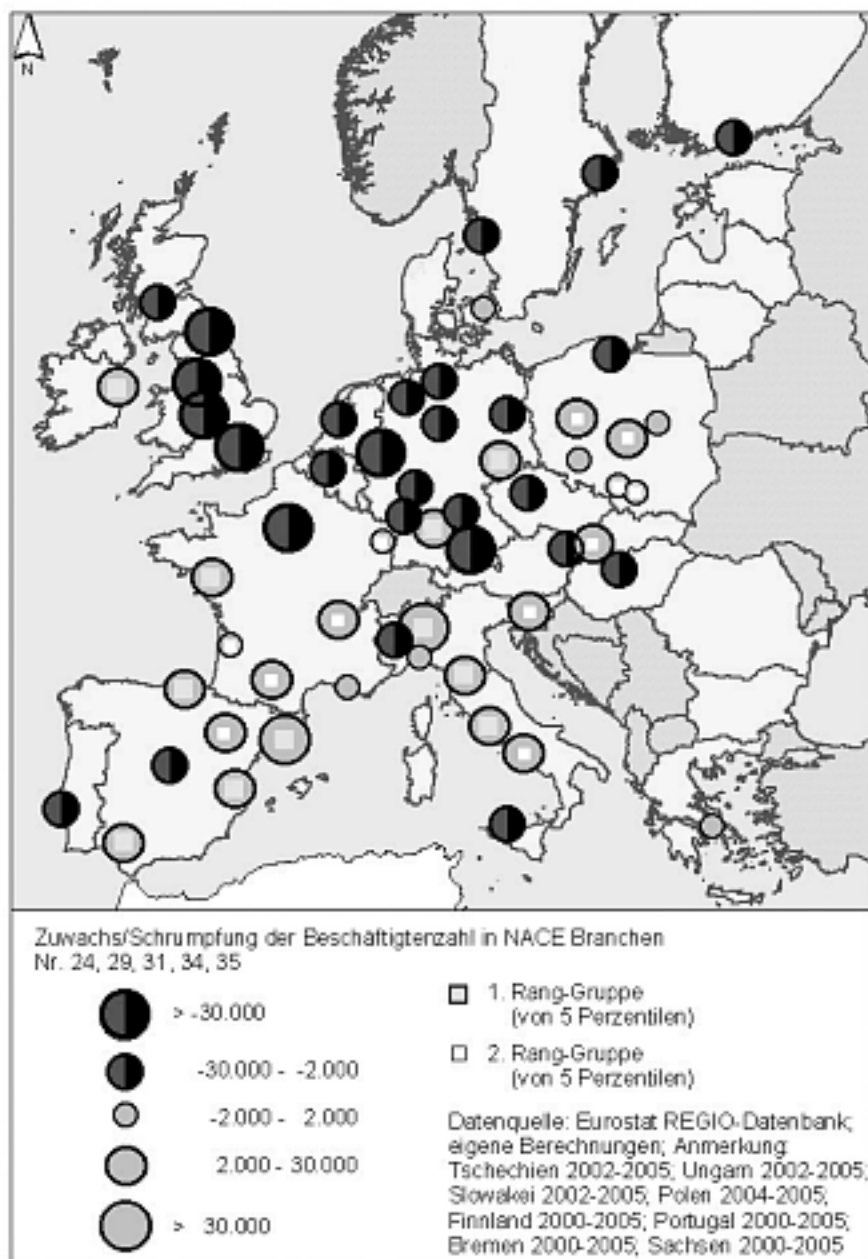 N
Zuwachs/Schrumpfung der Beschäftigtenzahl in NACE Branchen
Nr. 24, 29, 31, 34, 35
> -30.000
-30.000 - -2.000
-2.000 - 2.000
2.000 - 30.000
> 30.000
1. Rang-Gruppe
(von 5 Perzentilen)
2. Rang-Gruppe
(von 5 Perzentilen)
Datenquelle: Eurostat REGIO-Datenbank;
eigene Berechnungen; Anmerkung:
Tschechien 2002-2005; Ungarn 2002-2005;
Slowakei 2002-2005; Polen 2004-2005;
Finnland 2000-2005; Portugal 2000-2005;
Bremen 2000-2005; Sachsen 2000-2005